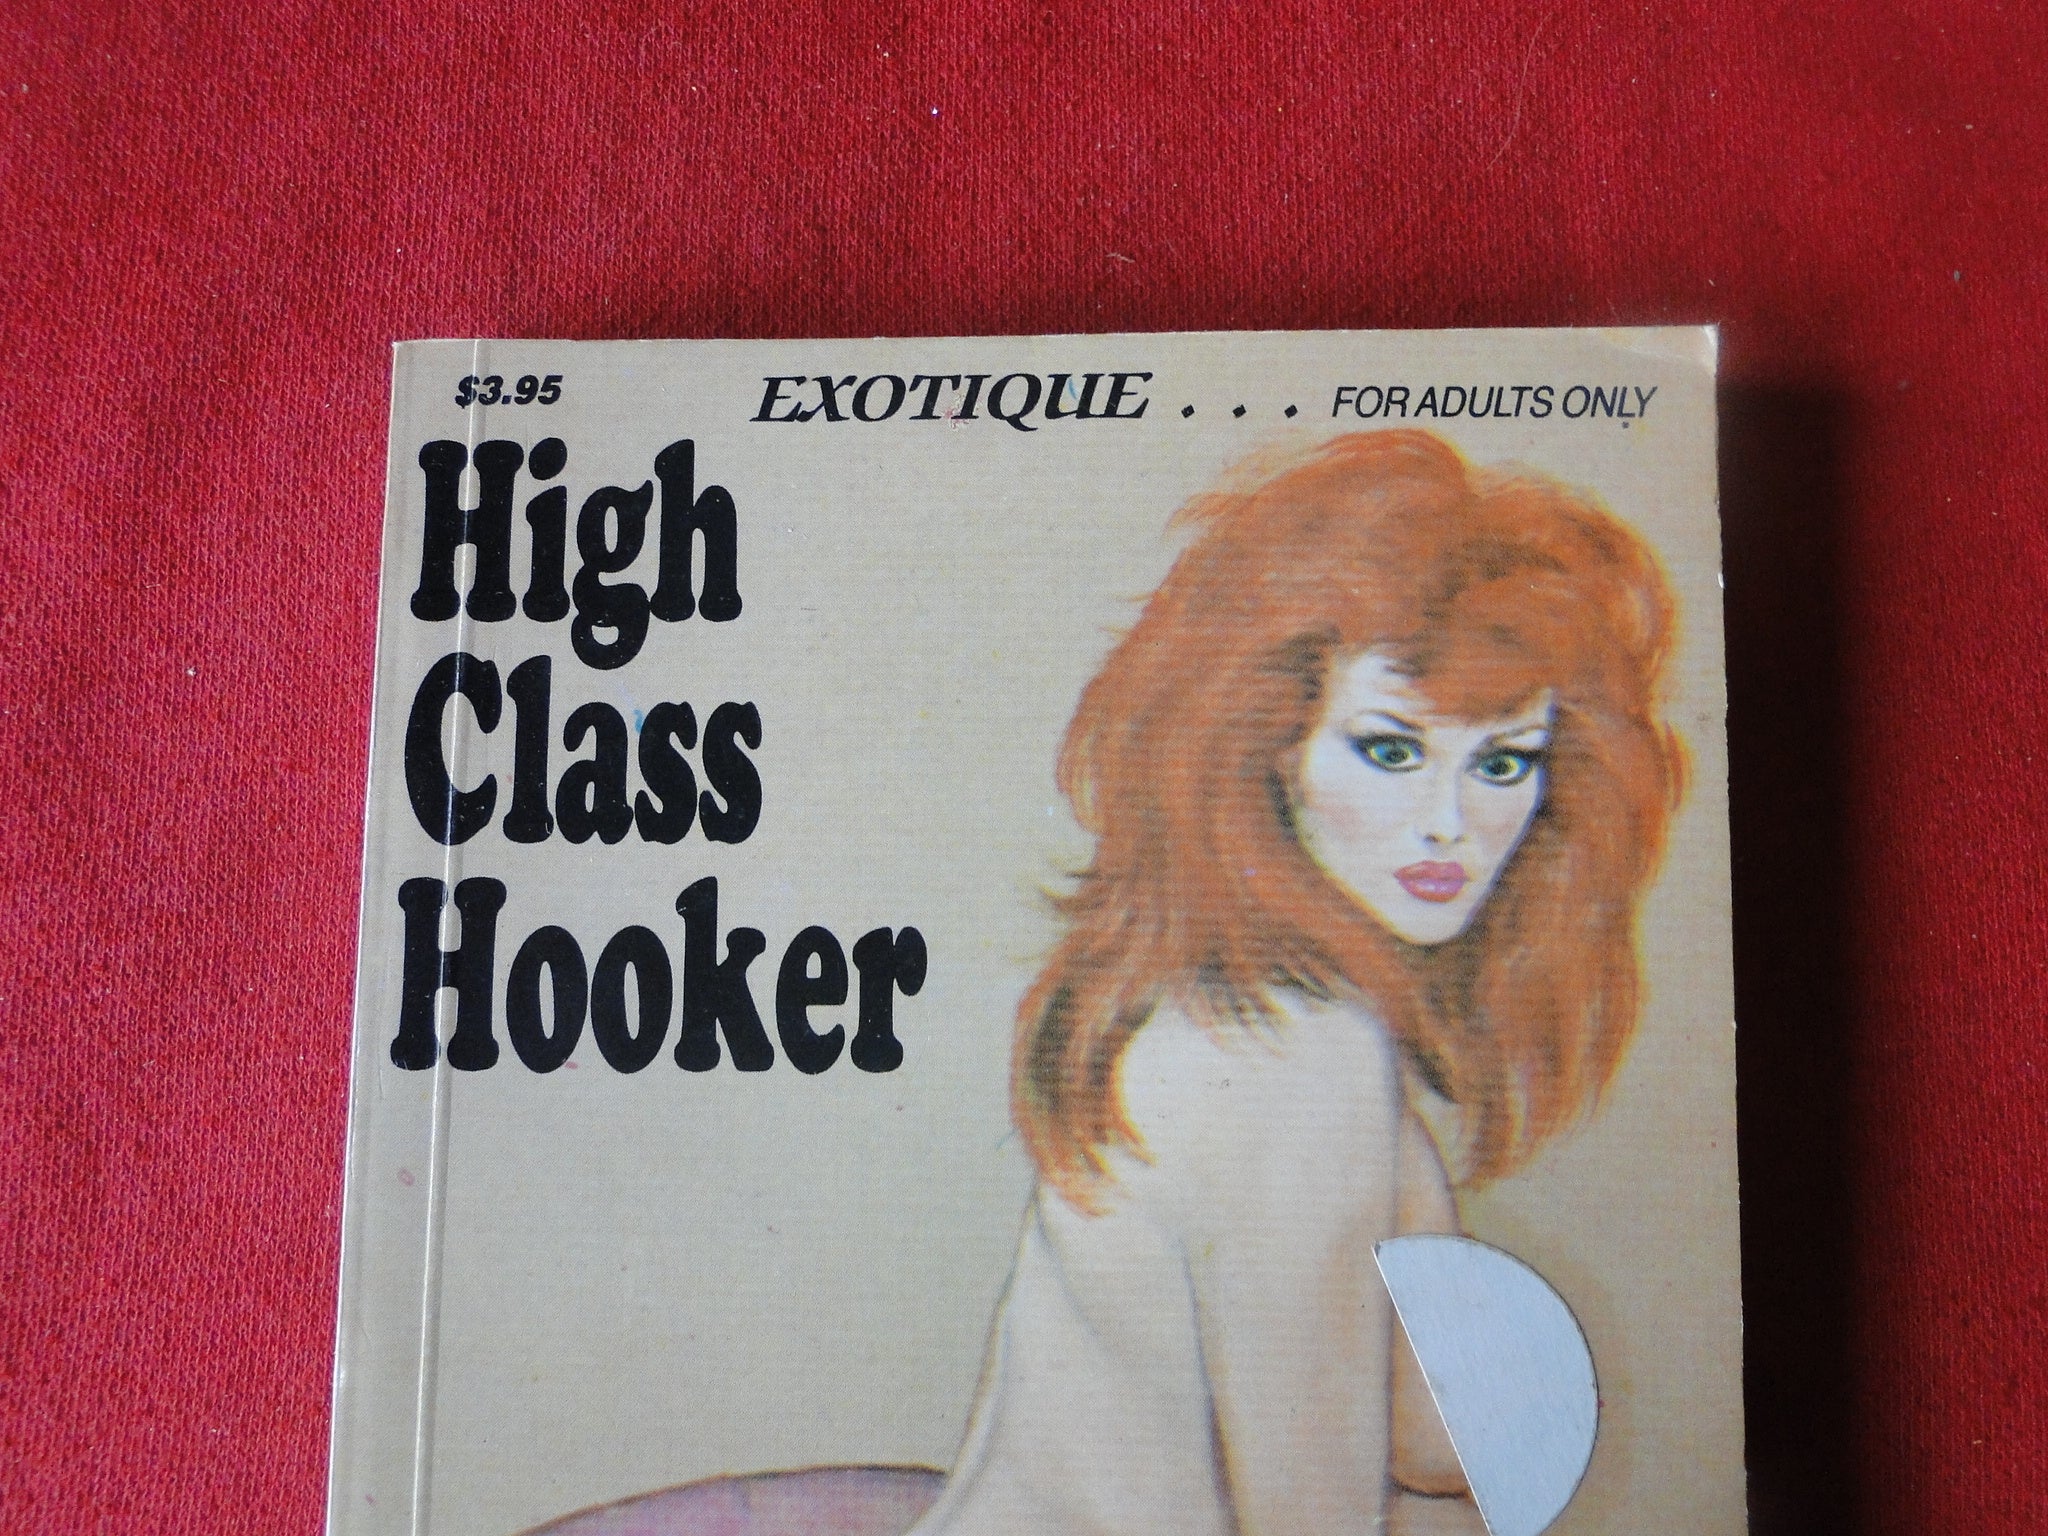 $3.95 EXOTIQUE . . . FOR ADULTS ONLY
High
Class
Hooker